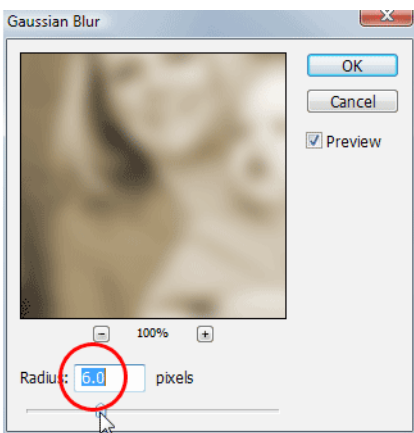 Gaussian Blur
OK
Cancel
Preview
100%
Radius: 6.0 pixels